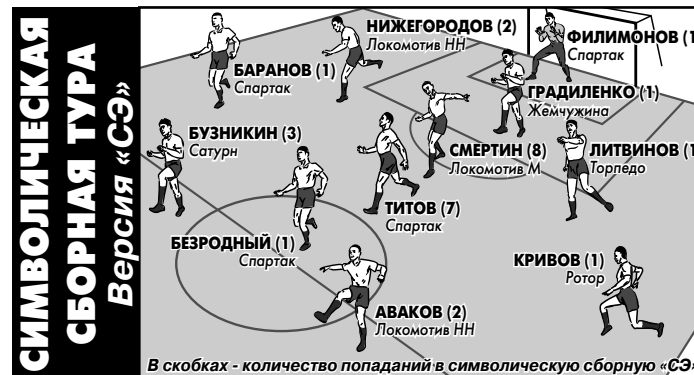 СИМВОЛИЧЕСКАЯ
СБОРНАЯ ТУРА
Версия «СЭ»
НИЖЕГОРОДОВ (2)
Локомотив НН
ФИЛИМОНОВ (1
Спартак
БАРАНОВ (1)
Спартак
ГРАДИЛЕНКО (1)
Жемчужина
БУЗНИКИН (3)
Сатурн
СМЕРТИН (8)
Локомотив М
ЛИТВИНОВ (1
Торпедо
ТИТОВ (7)
Спартак
БЕЗРОДНЫЙ (1)
Спартак
КРИВОВ (1)
Ротор
АВАКОВ (2)
Локомотив НН
В скобках - количество попаданий в символическую сборную «СЭ»